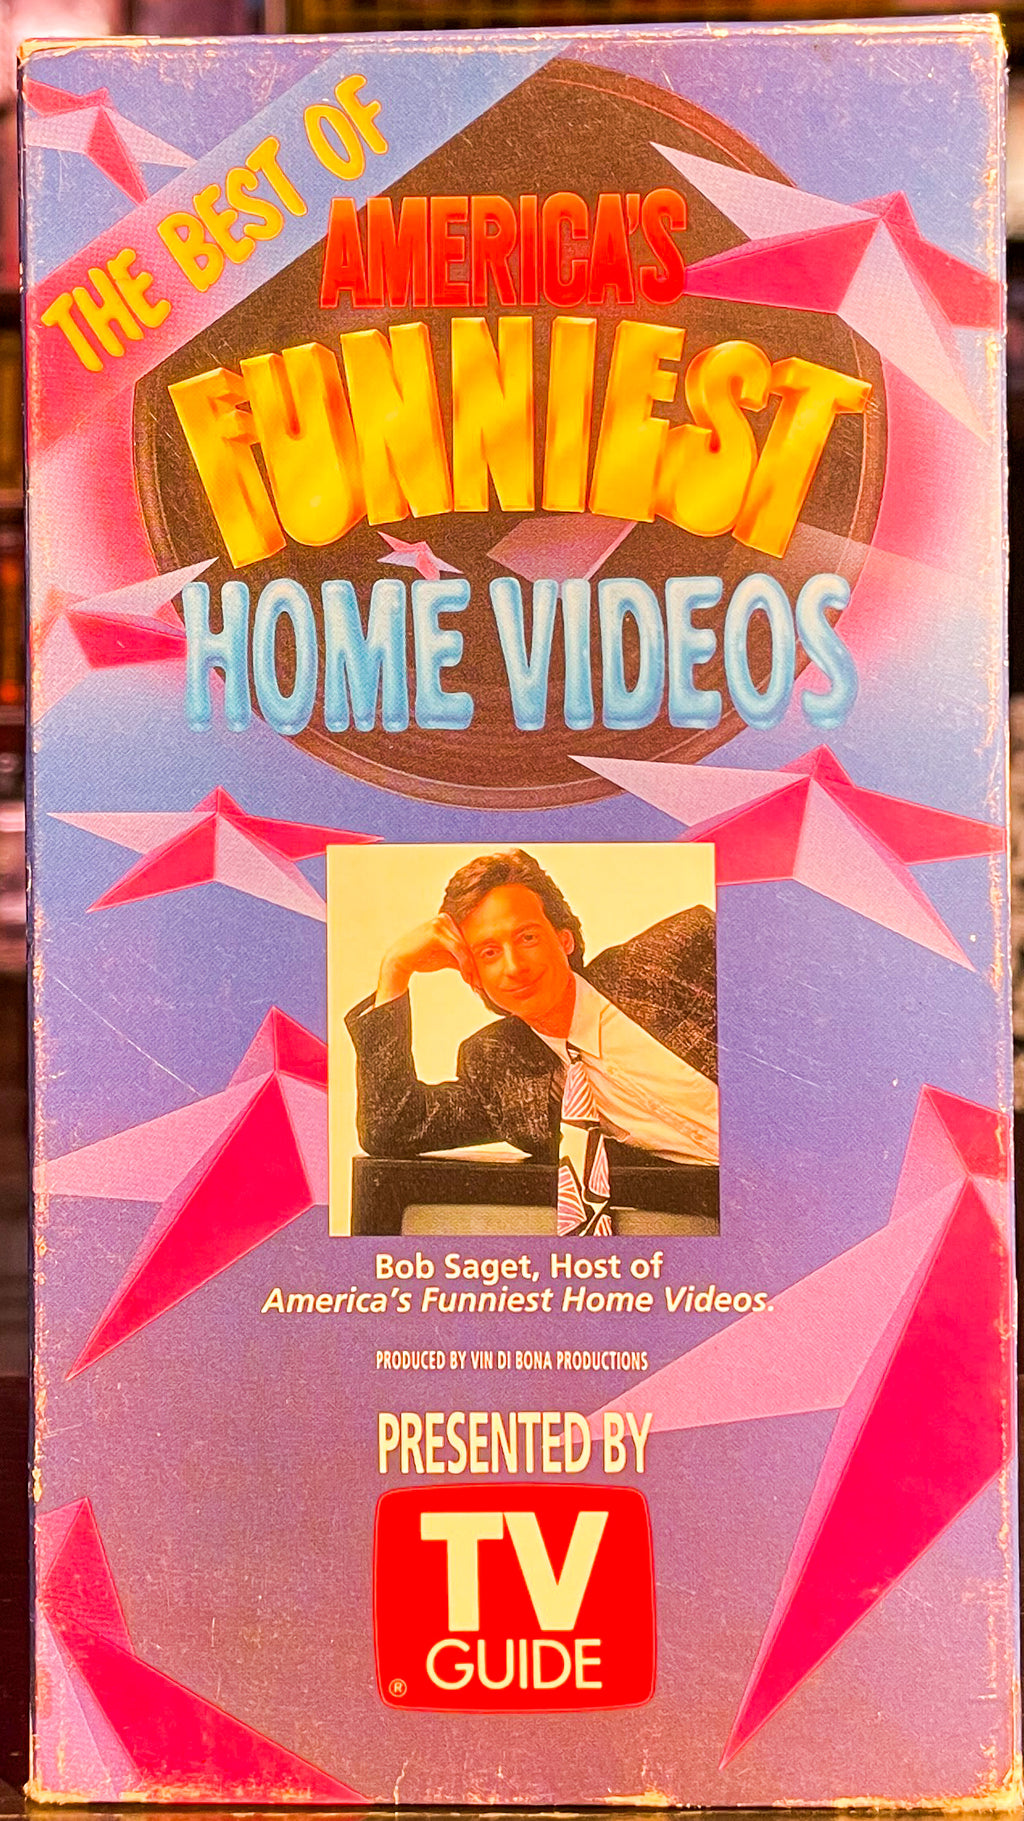 THE BEST OF
AMERICA'S
FUNNIEST
HOME VIDEOS
Bob Saget, Host of
America's Funniest Home Videos.
PRODUCED BY VIN DI BONA PRODUCTIONS
PRESENTED BY
TV
GUIDE
®